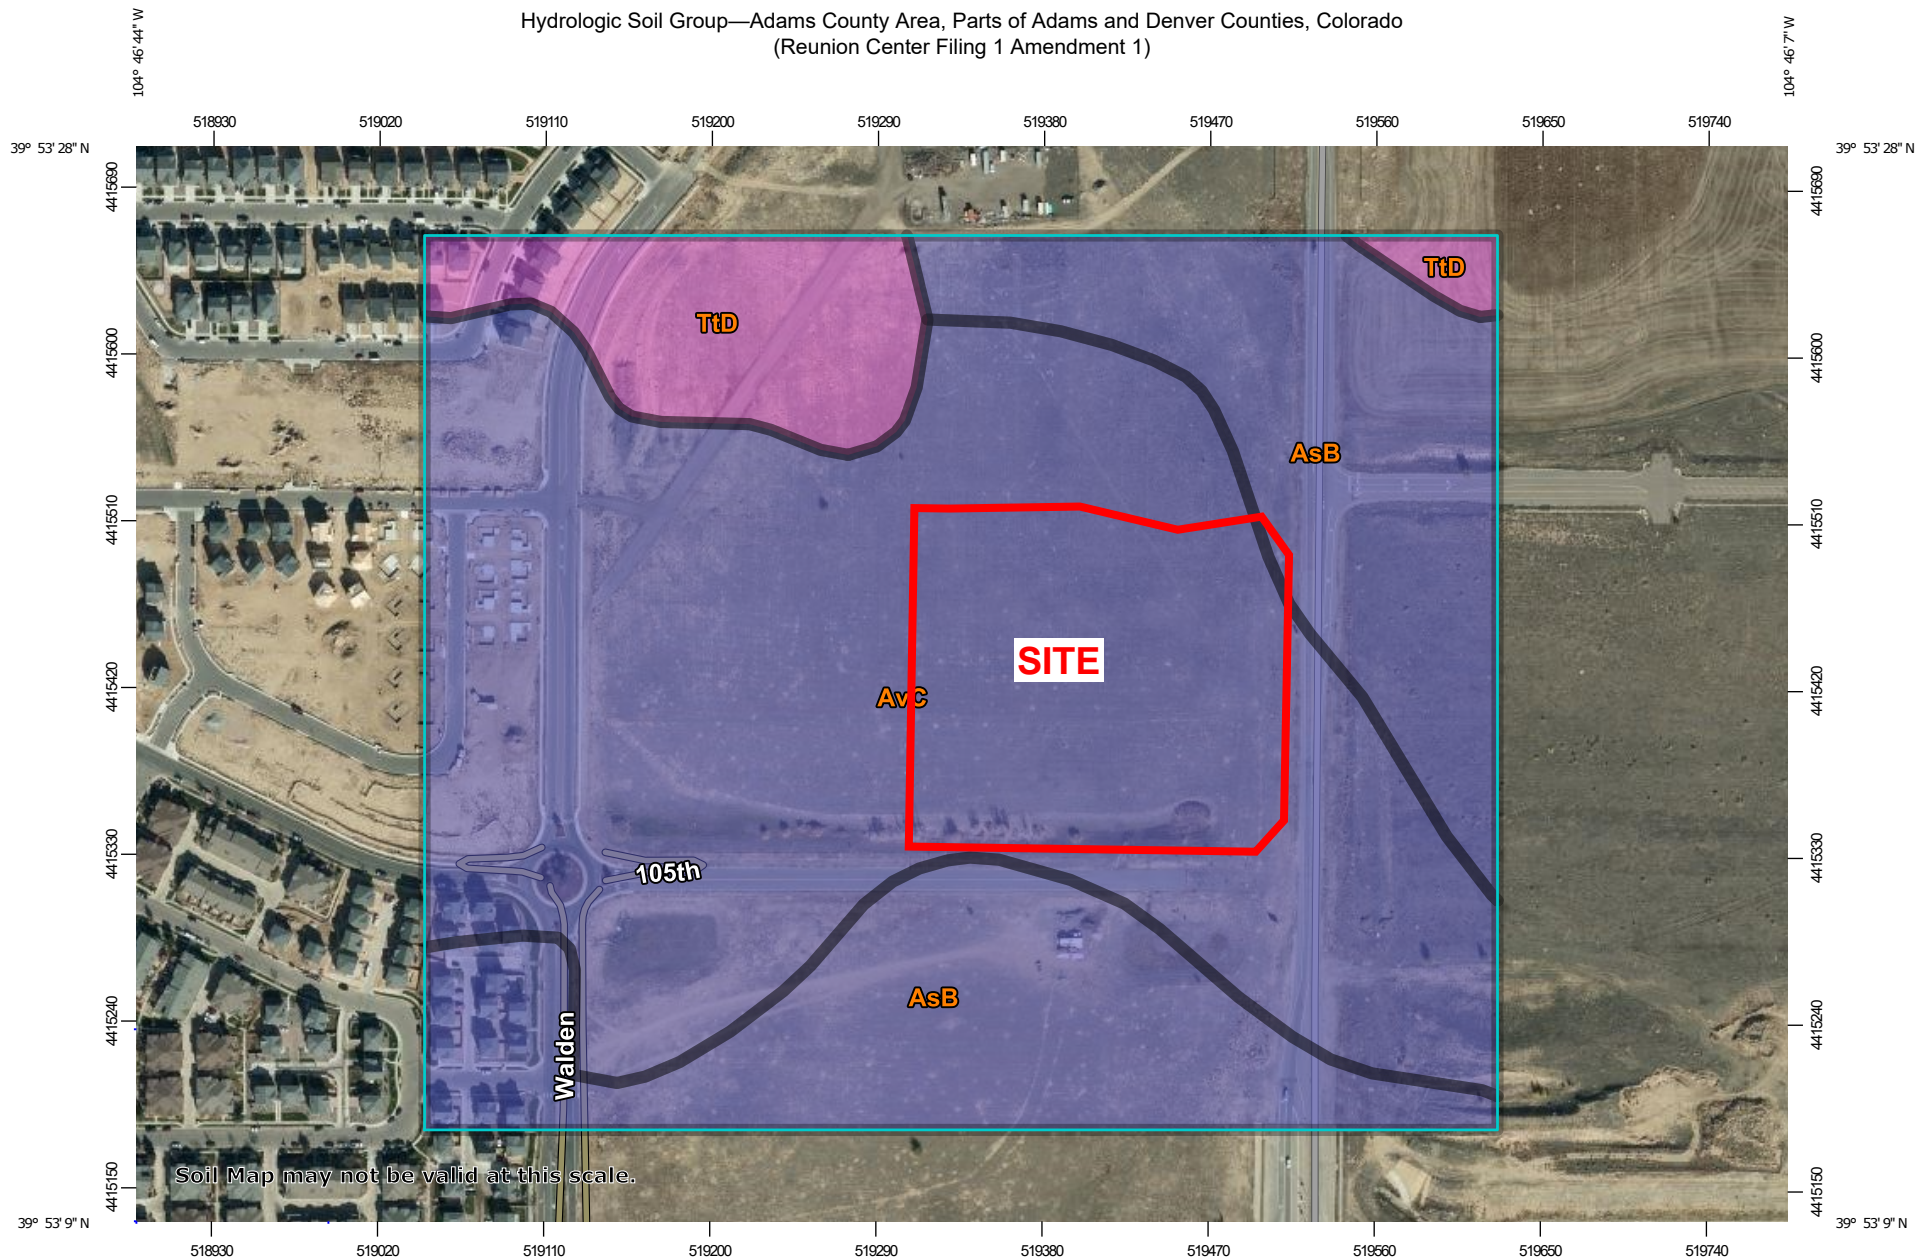 Hydrologic Soil Group—Adams County Area, Parts of Adams and Denver Counties, Colorado
(Reunion Center Filing 1 Amendment 1)
104° 46' 44" W
104° 46' 7" W
518930 519020 519110 519200 519290 519380 519470 519560 519650 519740
39° 53' 28" N
39° 53' 28" N
4415690
4415690
TtD
TtD
4415600
4415600
AsB
4415510
4415510
SITE
4415420
AvC
4415420
4415330
4415330
105th
AsB
4415240
4415240
Walden
Soil Map may not be valid at this scale.
4415150
4415150
39° 53' 9" N
39° 53' 9" N
518930 519020 519110 519200 519290 519380 519470 519560 519650 519740